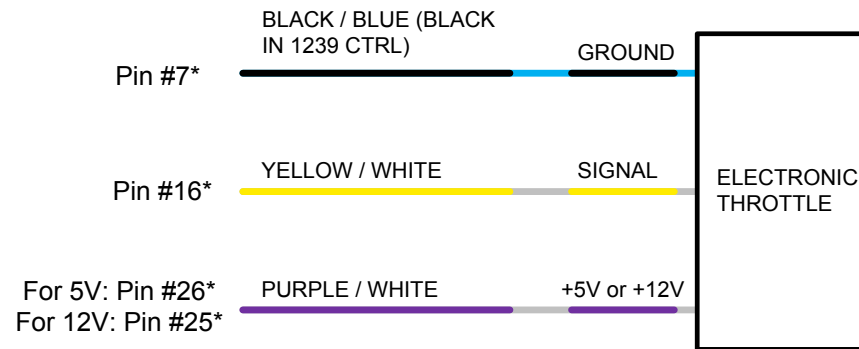 BLACK / BLUE (BLACK
IN 1239 CTRL)
GROUND
Pin #7*
YELLOW / WHITE
SIGNAL
Pin #16*
ELECTRONIC
THROTTLE
For 5V: Pin #26*
PURPLE / WHITE
+5V or +12V
For 12V: Pin #25*